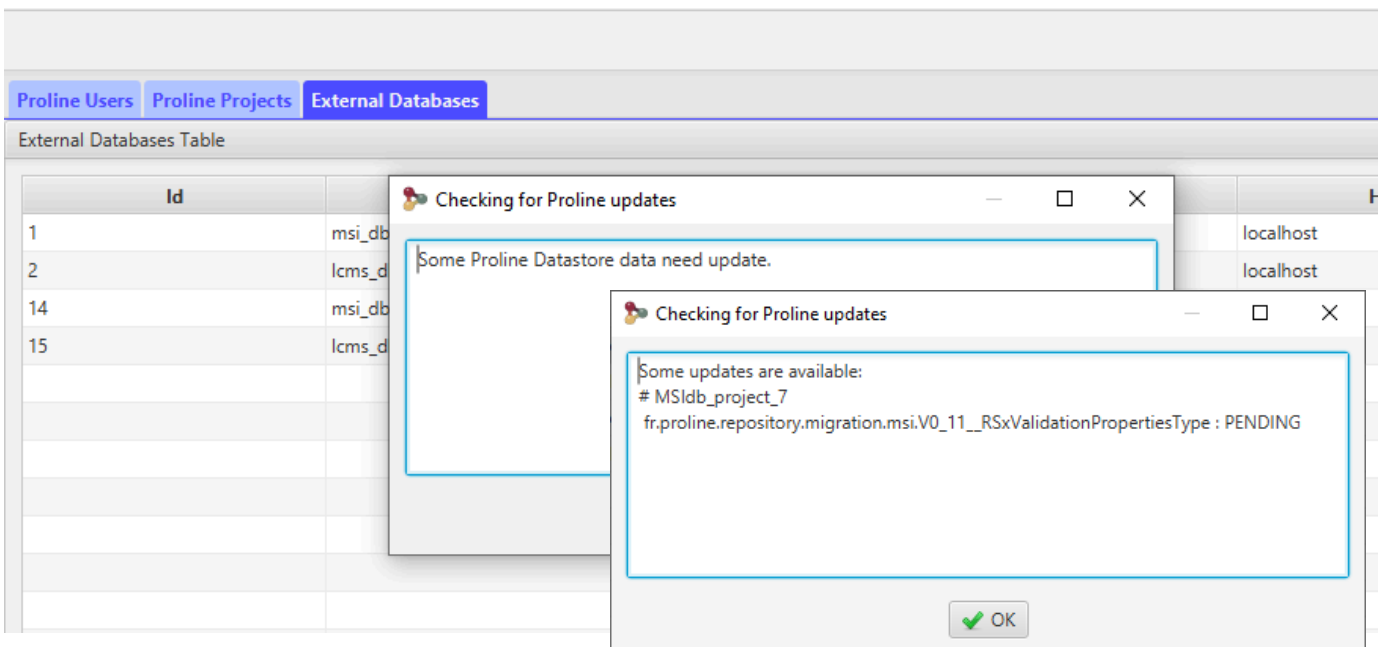 Proline Users Proline Projects External Databases
External Databases Table
Id
1 msi_db localhost
2 lcms_d localhost
14 msi_db
15 lcms_d
Checking for Proline updates
Some Proline Datastore data need update.
Checking for Proline updates
Some updates are available:
# MSIdb_project_7
fr.proline.repository.migration.msi.V0_11__RSxValidationPropertiesType : PENDING
OK